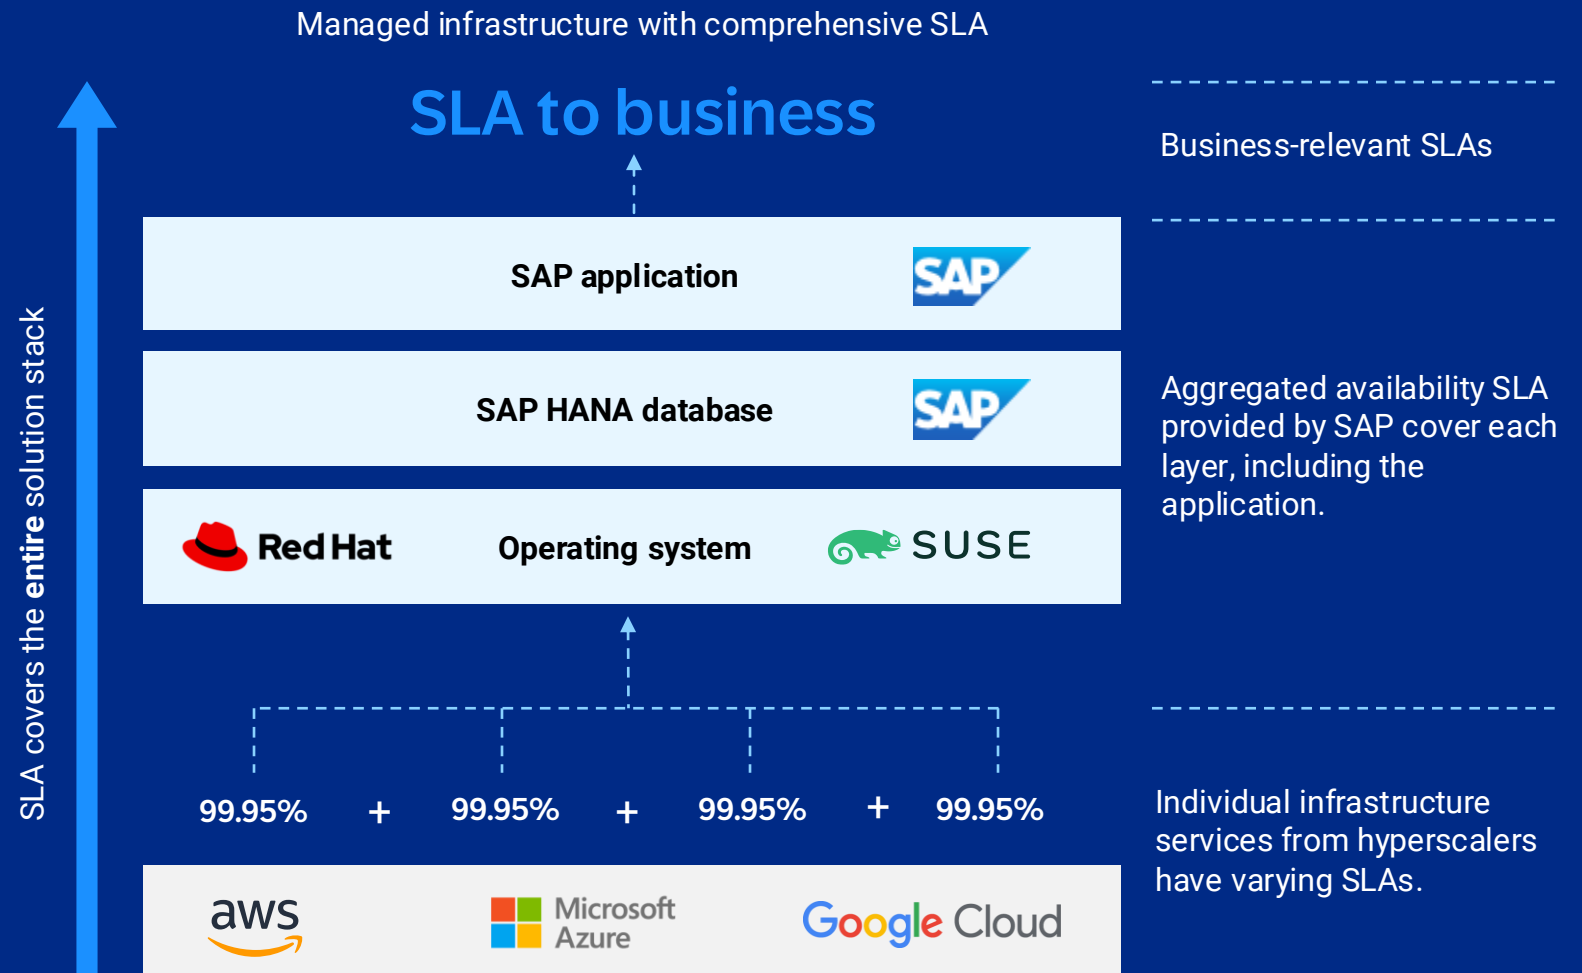 Managed infrastructure with comprehensive SLA
SLA to business
Business-relevant SLAs
SLA covers the entire solution stack
SAP application
SAP
SAP HANA database
SAP
Aggregated availability SLA
provided by SAP cover each
layer, including the
application.
Red Hat
Operating system
SUSE
99.95% + 99.95% + 99.95% + 99.95%
Individual infrastructure
services from hyperscalers
have varying SLAs.
aws
Microsoft
Azure
Google Cloud